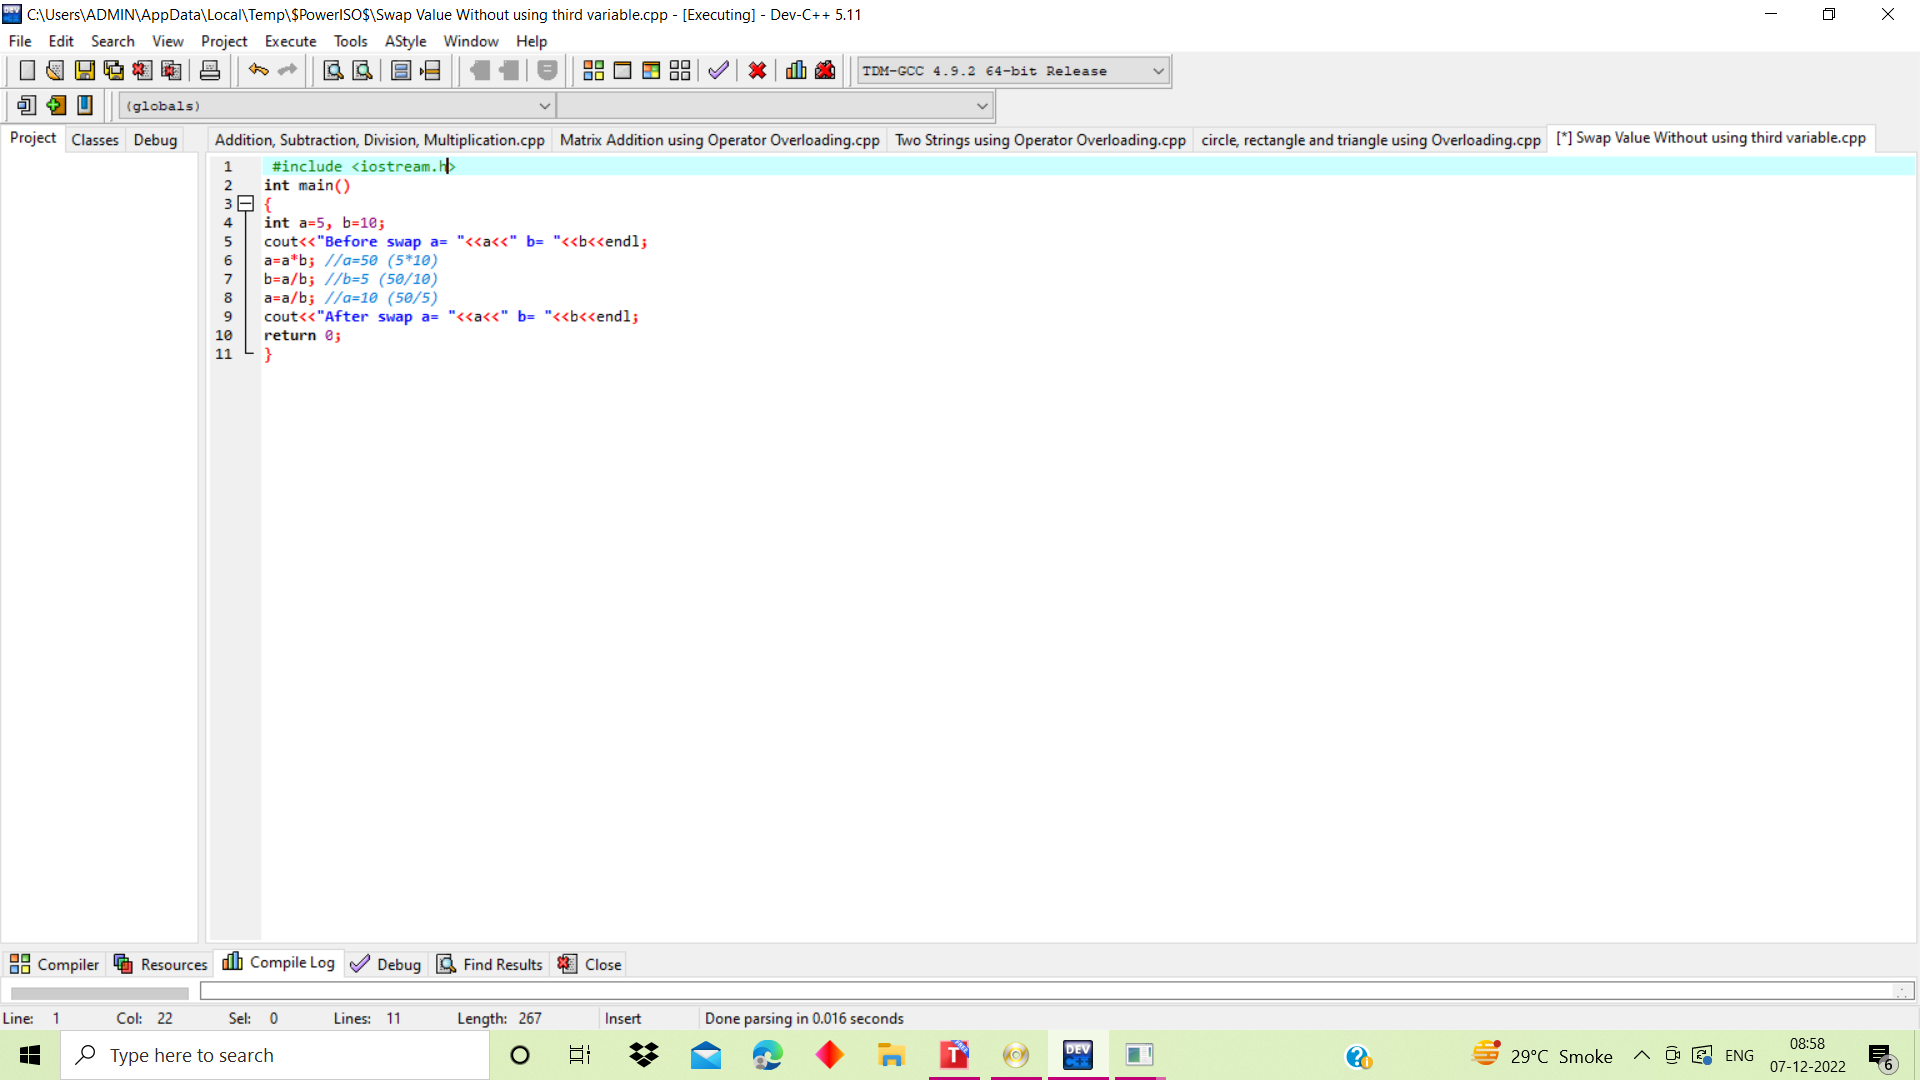 C:\Users\ADMIN\AppData\Local\Temp\$PowerISO$\Swap Value Without using third variable.cpp - [Executing] - Dev-C++ 5.11
File Edit Search View Project Execute Tools AStyle Window Help
TDM-GCC 4.9.2 64-bit Release
(globals)
Project Classes Debug
Addition, Subtraction, Division, Multiplication.cpp Matrix Addition using Operator Overloading.cpp Two Strings using Operator Overloading.cpp circle, rectangle and triangle using Overloading.cpp [*] Swap Value Without using third variable.cpp
1 #include <iostream.h>
2 int main()
3 {
4 int a=5, b=10;
5 cout<<"Before swap a= "<<a<<" b= "<<b<<endl;
6 a=a*b; //a=50 (5*10)
7 b=a/b; //b=5 (50/10)
8 a=a/b; //a=10 (50/5)
9 cout<<"After swap a= "<<a<<" b= "<<b<<endl;
10 return 0;
11 }
Compiler Resources Compile Log Debug Find Results Close
Line: 1 Col: 22 Sel: 0 Lines: 11 Length: 267 Insert Done parsing in 0.016 seconds
Type here to search
DEV C++
29°C Smoke
ENG
08:58
07-12-2022
6